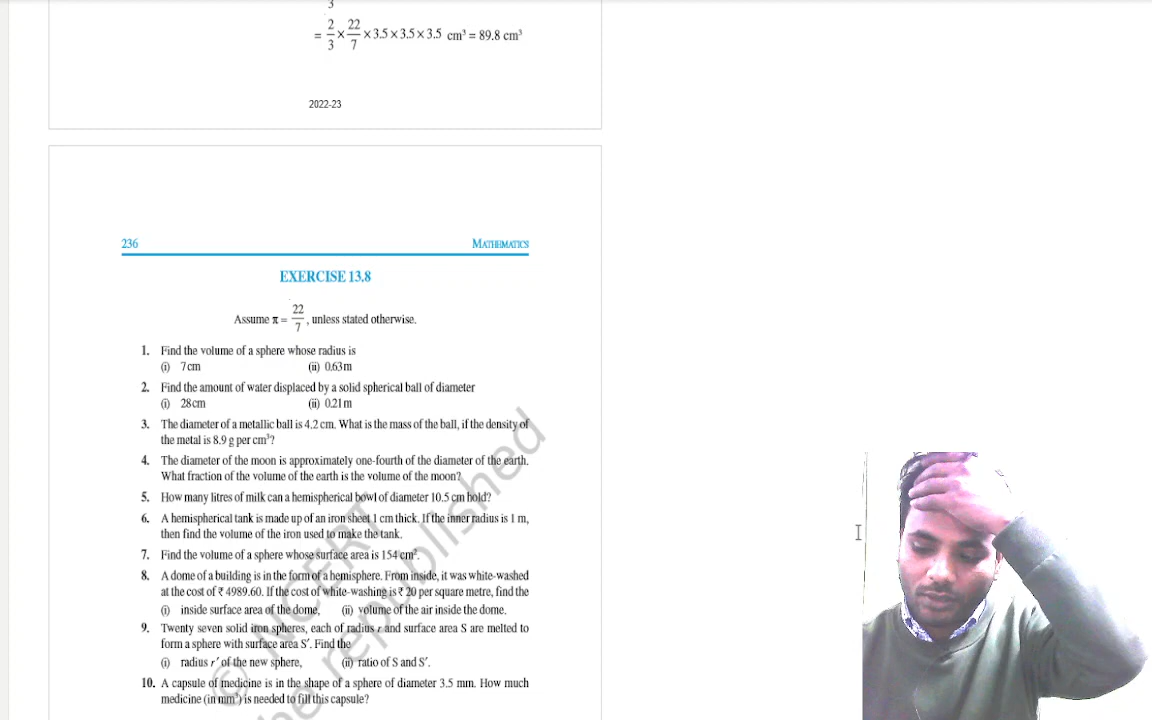 3
= 2/3 × 22/7 × 3.5 × 3.5 × 3.5 cm³ = 89.8 cm³
2022-23
236 MATHEMATICS
EXERCISE 13.8
Assume π = 22/7, unless stated otherwise.
1. Find the volume of a sphere whose radius is
(i) 7 cm (ii) 0.63 m
2. Find the amount of water displaced by a solid spherical ball of diameter
(i) 28 cm (ii) 0.21 m
3. The diameter of a metallic ball is 4.2 cm. What is the mass of the ball, if the density of
the metal is 8.9 g per cm³?
4. The diameter of the moon is approximately one-fourth of the diameter of the earth.
What fraction of the volume of the earth is the volume of the moon?
5. How many litres of milk can a hemispherical bowl of diameter 10.5 cm hold?
6. A hemispherical tank is made up of an iron sheet 1 cm thick. If the inner radius is 1 m,
then find the volume of the iron used to make the tank.
7. Find the volume of a sphere whose surface area is 154 cm².
8. A dome of a building is in the form of a hemisphere. From inside, it was white-washed
at the cost of ₹ 4989.60. If the cost of white-washing is ₹ 20 per square metre, find the
(i) inside surface area of the dome, (ii) volume of the air inside the dome.
9. Twenty seven solid iron spheres, each of radius r and surface area S are melted to
form a sphere with surface area S′. Find the
(i) radius r′ of the new sphere, (ii) ratio of S and S′.
10. A capsule of medicine is in the shape of a sphere of diameter 3.5 mm. How much
medicine (in mm³) is needed to fill this capsule?
© NCERT
be republished